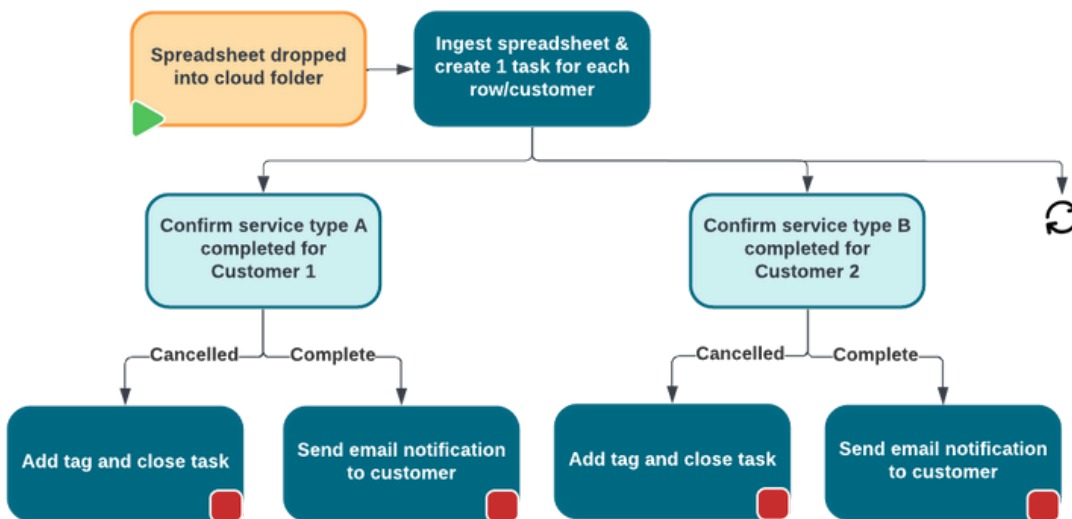 Spreadsheet dropped
into cloud folder
Ingest spreadsheet &
create 1 task for each
row/customer
Confirm service type A
completed for
Customer 1
Confirm service type B
completed for
Customer 2
Cancelled
Complete
Cancelled
Complete
Add tag and close task
Send email notification
to customer
Add tag and close task
Send email notification
to customer